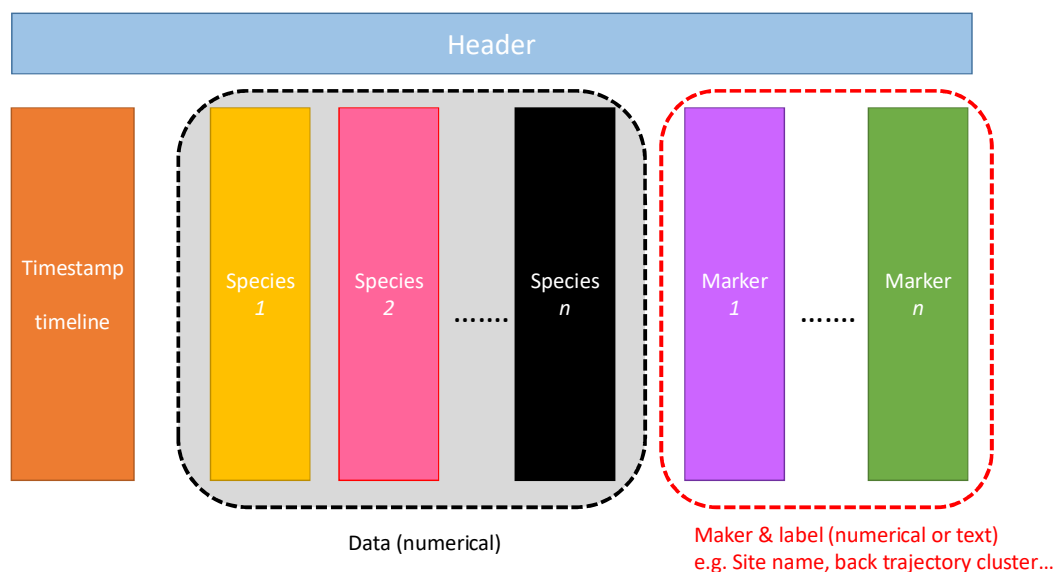 Header
Timestamp
timeline
Species
1
Species
2
.......
Species
n
Marker
1
.......
Marker
n
Data (numerical)
Maker & label (numerical or text)
e.g. Site name, back trajectory cluster...